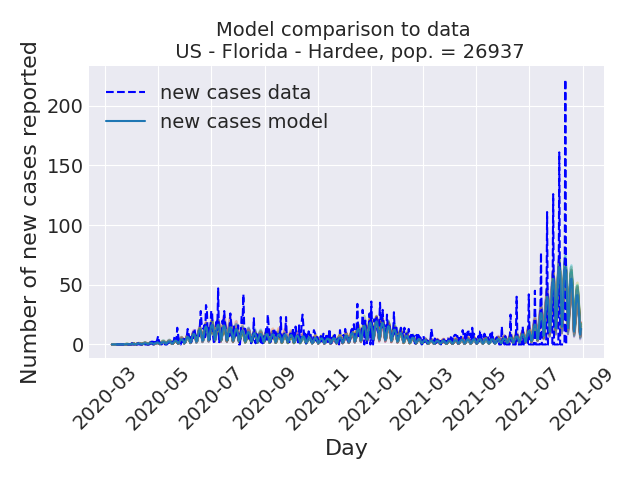 Model comparison to data
US - Florida - Hardee, pop. = 26937
new cases data
new cases model
Number of new cases reported
200
150
100
50
0
2020-03
2020-05
2020-07
2020-09
2020-11
2021-01
2021-03
2021-05
2021-07
2021-09
Day